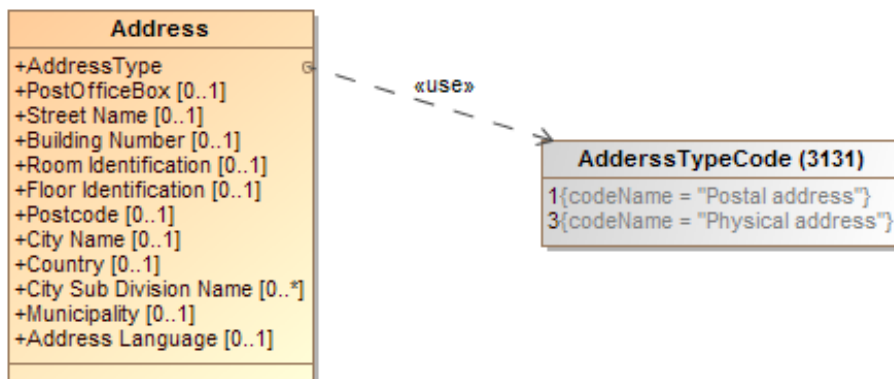 Address
+AddressType
+PostOfficeBox [0..1]
+Street Name [0..1]
+Building Number [0..1]
+Room Identification [0..1]
+Floor Identification [0..1]
+Postcode [0..1]
+City Name [0..1]
+Country [0..1]
+City Sub Division Name [0..*]
+Municipality [0..1]
+Address Language [0..1]
«use»
AdderssTypeCode (3131)
1{codeName = "Postal address"}
3{codeName = "Physical address"}